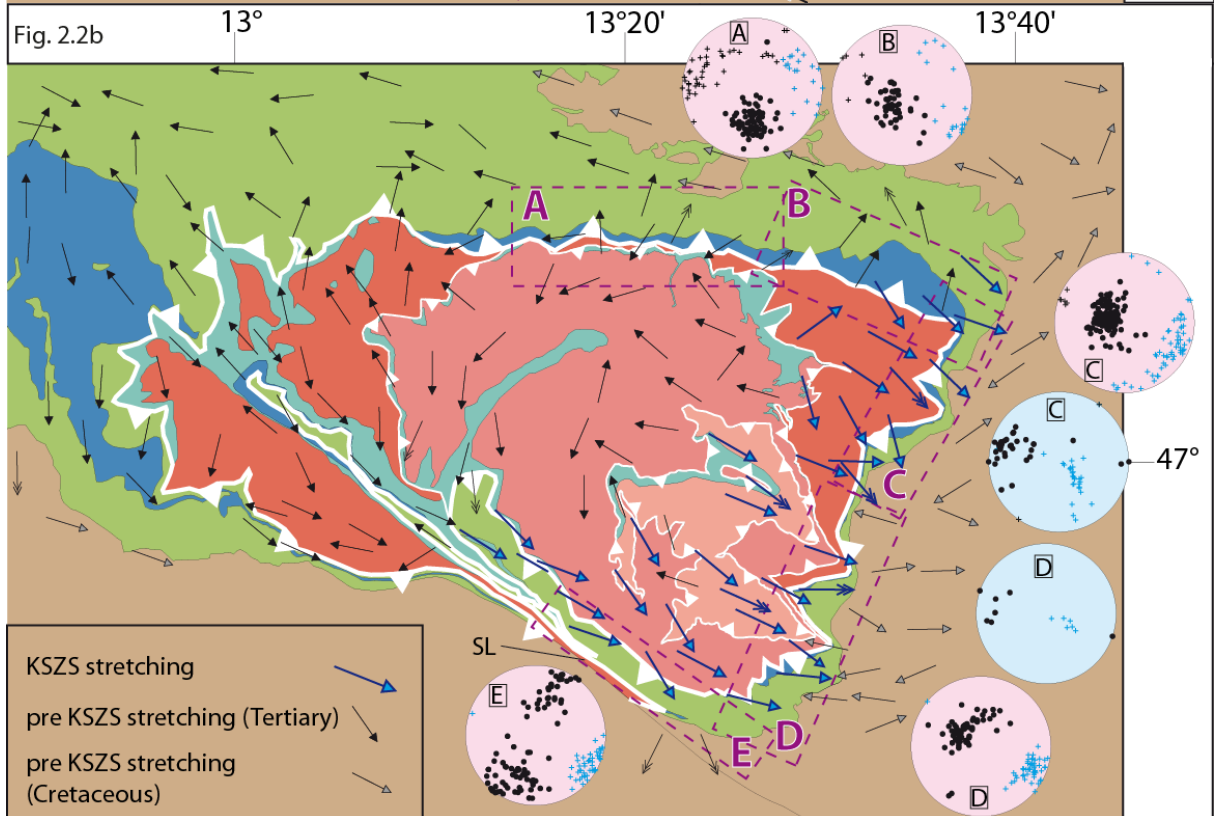 Fig. 2.2b
13°
13°20'
13°40'
A
B
A
B
C
C
47°
C
D
SL
E
E
D
D
KSZS stretching
pre KSZS stretching (Tertiary)
pre KSZS stretching
(Cretaceous)